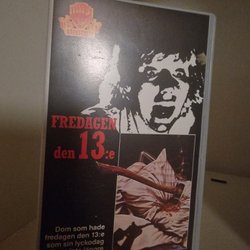 FREDAGEN
den 13:e
Dom som hade
fredagen den 13:e
som sin lyckodag